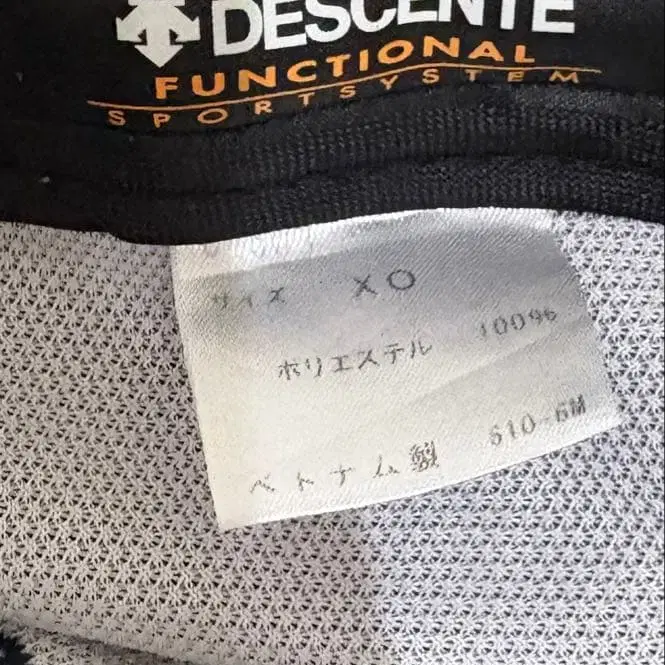 DESCENTE
FUNCTIONAL
SPORTSYSTEM
サイズ XO
ポリエステル 100%
ベトナム製 610-6M